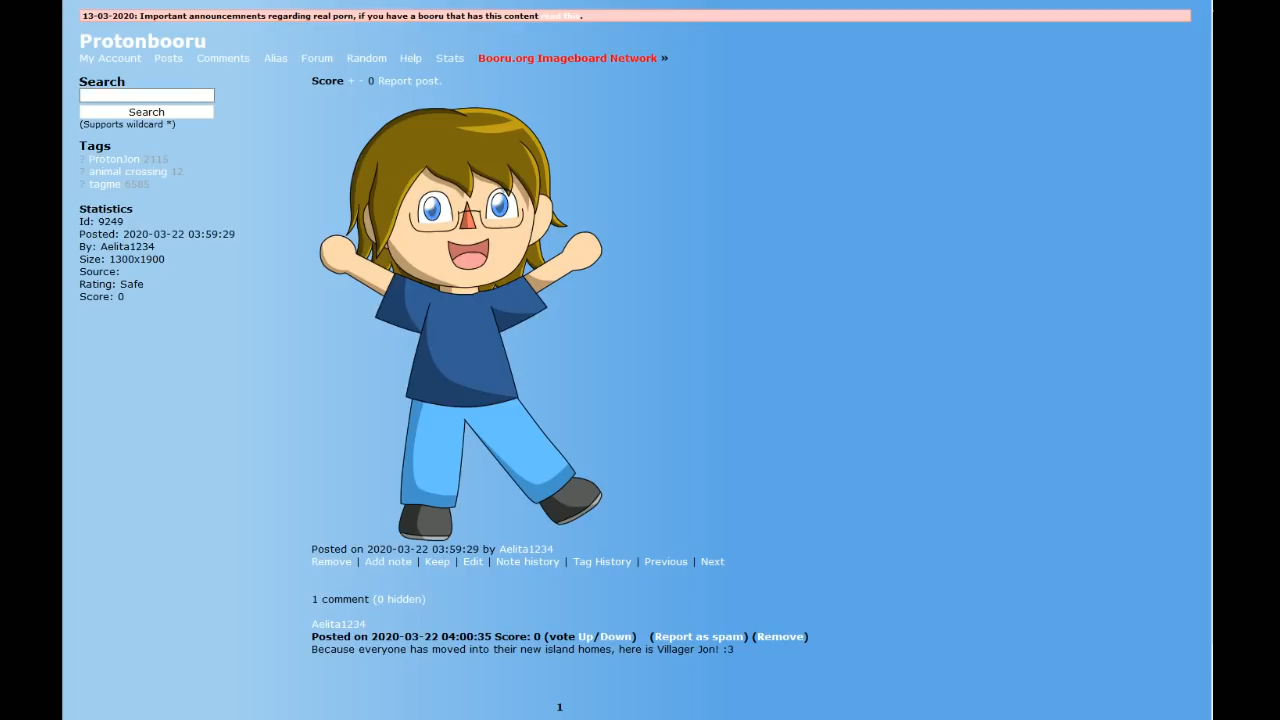 13-03-2020: Important announcemnents regarding real porn, if you have a booru that has this content read this.
Protonbooru
My Account Posts Comments Alias Forum Random Help Stats Booru.org Imageboard Network »
Search
Search
(Supports wildcard *)
Tags
? ProtonJon 2115
? animal crossing 12
? tagme 6585
Statistics
Id: 9249
Posted: 2020-03-22 03:59:29
By: Aelita1234
Size: 1300x1900
Source:
Rating: Safe
Score: 0
Score + - 0 Report post.
Posted on 2020-03-22 03:59:29 by Aelita1234
Remove | Add note | Keep | Edit | Note history | Tag History | Previous | Next
1 comment (0 hidden)
Aelita1234
Posted on 2020-03-22 04:00:35 Score: 0 (vote Up/Down) (Report as spam) (Remove)
Because everyone has moved into their new island homes, here is Villager Jon! :3
1